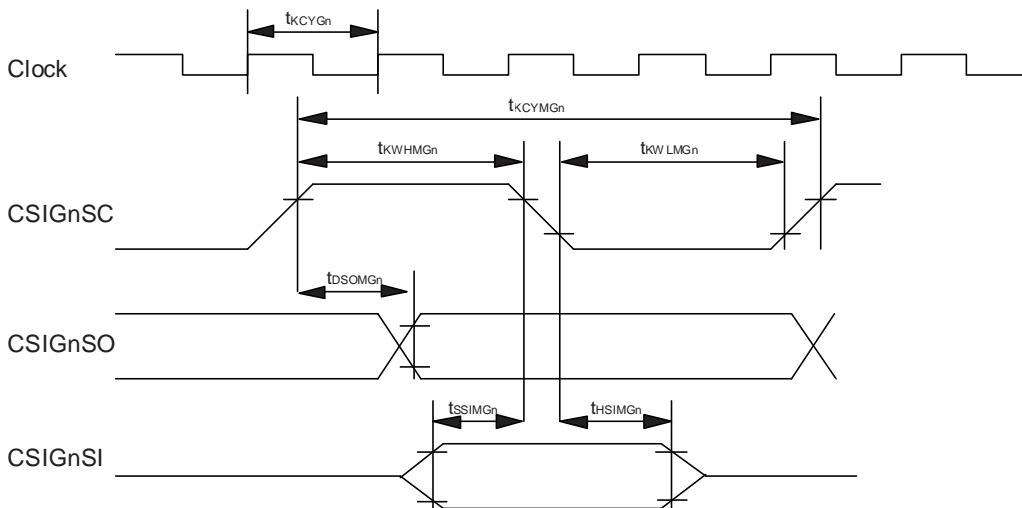 tKCYGn
Clock
tKCYMGn
tKWHMGn
tKWLMGn
CSIGnSC
tDSOMGn
CSIGnSO
tSSIMGn
tHSIMGn
CSIGnSI